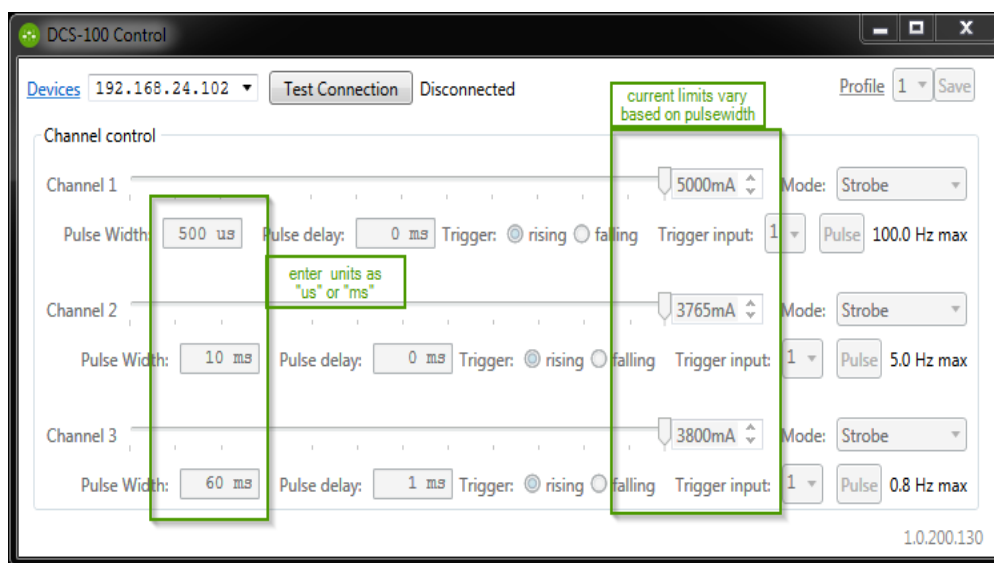 DCS-100 Control
Devices 192.168.24.102 Test Connection Disconnected Profile 1 Save
current limits vary
based on pulsewidth
Channel control
Channel 1 5000mA Mode: Strobe
Pulse Width: 500 us Pulse delay: 0 ms Trigger: rising falling Trigger input: 1 Pulse 100.0 Hz max
enter units as
"us" or "ms"
Channel 2 3765mA Mode: Strobe
Pulse Width: 10 ms Pulse delay: 0 ms Trigger: rising falling Trigger input: 1 Pulse 5.0 Hz max
Channel 3 3800mA Mode: Strobe
Pulse Width: 60 ms Pulse delay: 1 ms Trigger: rising falling Trigger input: 1 Pulse 0.8 Hz max
1.0.200.130